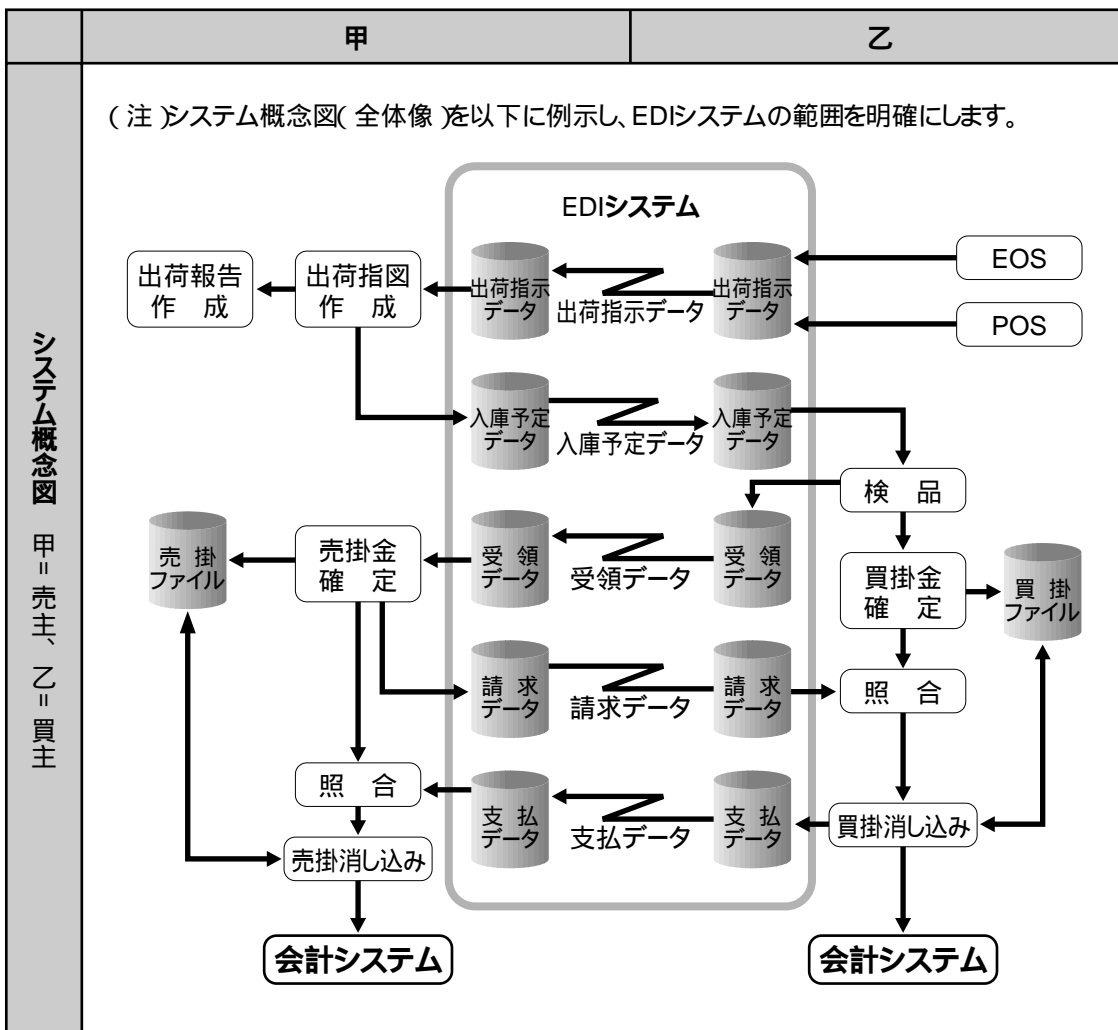 甲
乙
システム概念図 甲=売主、乙=買主
(注)システム概念図(全体像)を以下に例示し、EDIシステムの範囲を明確にします。
EDIシステム
出荷報告
作 成
出荷指図
作 成
出荷指示
データ
出荷指示データ
出荷指示
データ
EOS
POS
入庫予定
データ
入庫予定データ
入庫予定
データ
検 品
売 掛
ファイル
売掛金
確 定
受 領
データ
受領データ
受 領
データ
買掛金
確 定
買 掛
ファイル
請 求
データ
請求データ
請 求
データ
照 合
照 合
支 払
データ
支払データ
支 払
データ
買掛消し込み
売掛消し込み
会計システム
会計システム